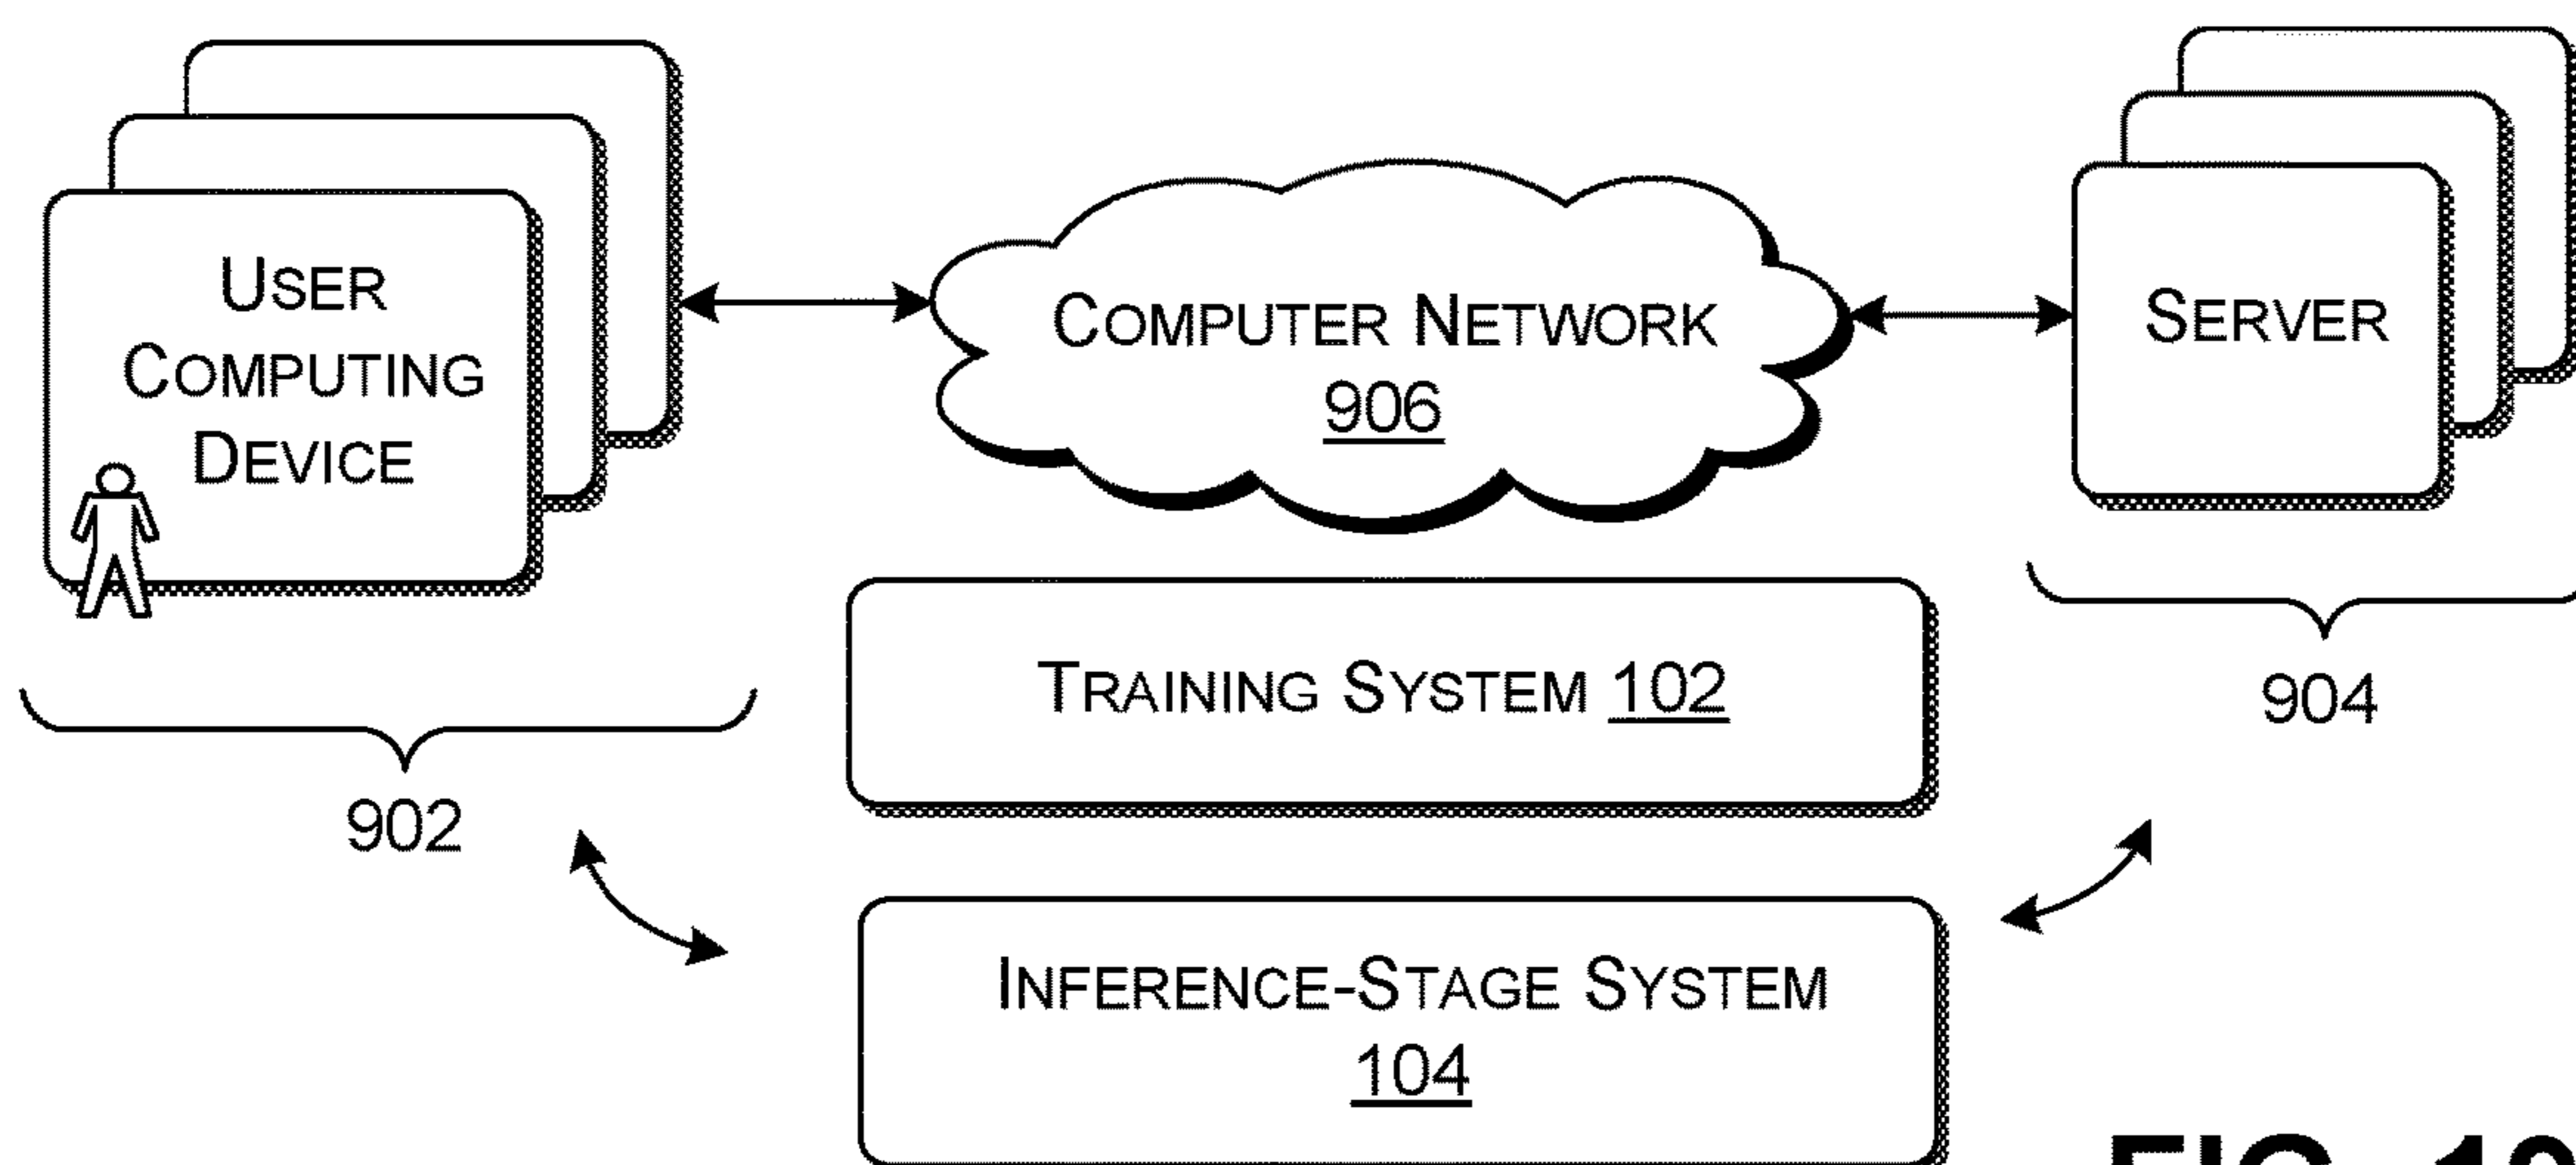 USER
COMPUTING
DEVICE
902
COMPUTER NETWORK
906
SERVER
904
TRAINING SYSTEM 102
INFERENCE-STAGE SYSTEM
104